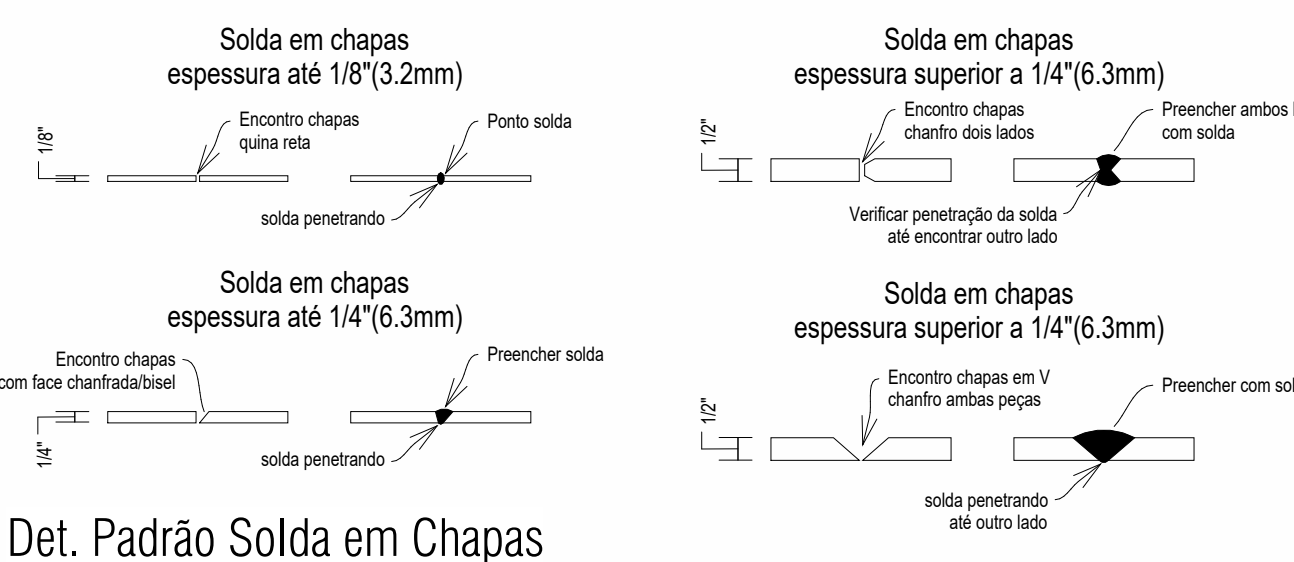 Solda em chapas
espessura até 1/8"(3.2mm)
1/8"
Encontro chapas
quina reta
Ponto solda
solda penetrando
Solda em chapas
espessura superior a 1/4"(6.3mm)
1/2"
Encontro chapas
chanfro dois lados
Preencher ambos
com solda
Verificar penetração da solda
até encontrar outro lado
Solda em chapas
espessura até 1/4"(6.3mm)
Encontro chapas
com face chanfrada/bisel
1/4"
Preencher solda
solda penetrando
Solda em chapas
espessura superior a 1/4"(6.3mm)
1/2"
Encontro chapas em V
chanfro ambas peças
Preencher com sol
solda penetrando
até outro lado
Det. Padrão Solda em Chapas